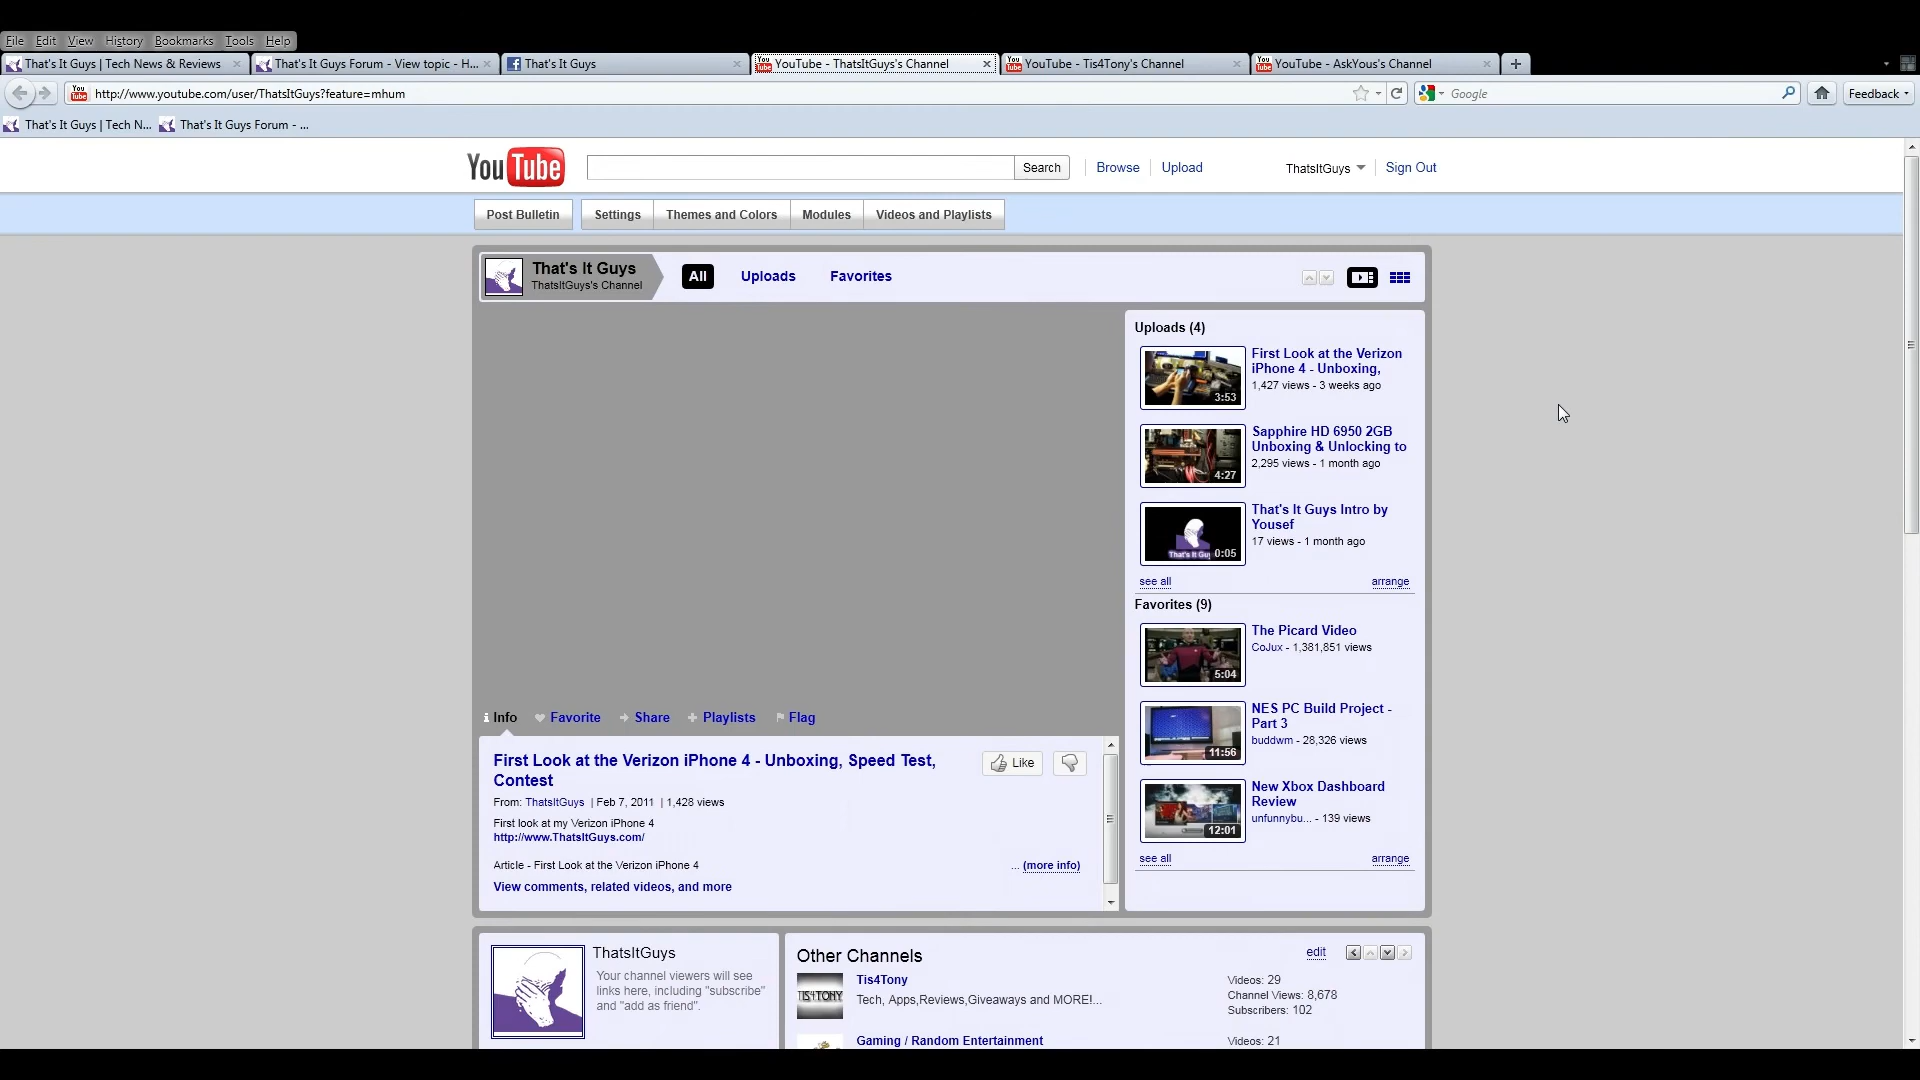 File Edit View History Bookmarks Tools Help
That's It Guys | Tech News & Reviews
That's It Guys Forum - View topic - H...
That's It Guys
YouTube - ThatsItGuys's Channel
YouTube - Tis4Tony's Channel
YouTube - AskYous's Channel
http://www.youtube.com/user/ThatsItGuys?feature=mhum
Google
Feedback
That's It Guys | Tech N...
That's It Guys Forum - ...
YouTube
Search
Browse
Upload
ThatsItGuys
Sign Out
Post Bulletin
Settings
Themes and Colors
Modules
Videos and Playlists
That's It Guys
ThatsItGuys's Channel
All
Uploads
Favorites
Uploads (4)
3:53
First Look at the Verizon
iPhone 4 - Unboxing,
1,427 views - 3 weeks ago
4:27
Sapphire HD 6950 2GB
Unboxing & Unlocking to
2,295 views - 1 month ago
That's It Guy
0:05
That's It Guys Intro by
Yousef
17 views - 1 month ago
see all
arrange
Favorites (9)
5:04
The Picard Video
CoJux - 1,381,851 views
11:56
NES PC Build Project -
Part 3
buddwm - 28,326 views
12:01
New Xbox Dashboard
Review
unfunnybu... - 139 views
see all
arrange
Info
Favorite
Share
Playlists
Flag
First Look at the Verizon iPhone 4 - Unboxing, Speed Test,
Contest
Like
From: ThatsItGuys | Feb 7, 2011 | 1,428 views
First look at my Verizon iPhone 4
http://www.ThatsItGuys.com/
Article - First Look at the Verizon iPhone 4
... (more info)
View comments, related videos, and more
ThatsItGuys
Your channel viewers will see
links here, including "subscribe"
and "add as friend".
Other Channels
edit
TIS4TONY
Tis4Tony
Tech, Apps,Reviews,Giveaways and MORE!...
Videos: 29
Channel Views: 8,678
Subscribers: 102
Gaming / Random Entertainment
Videos: 21